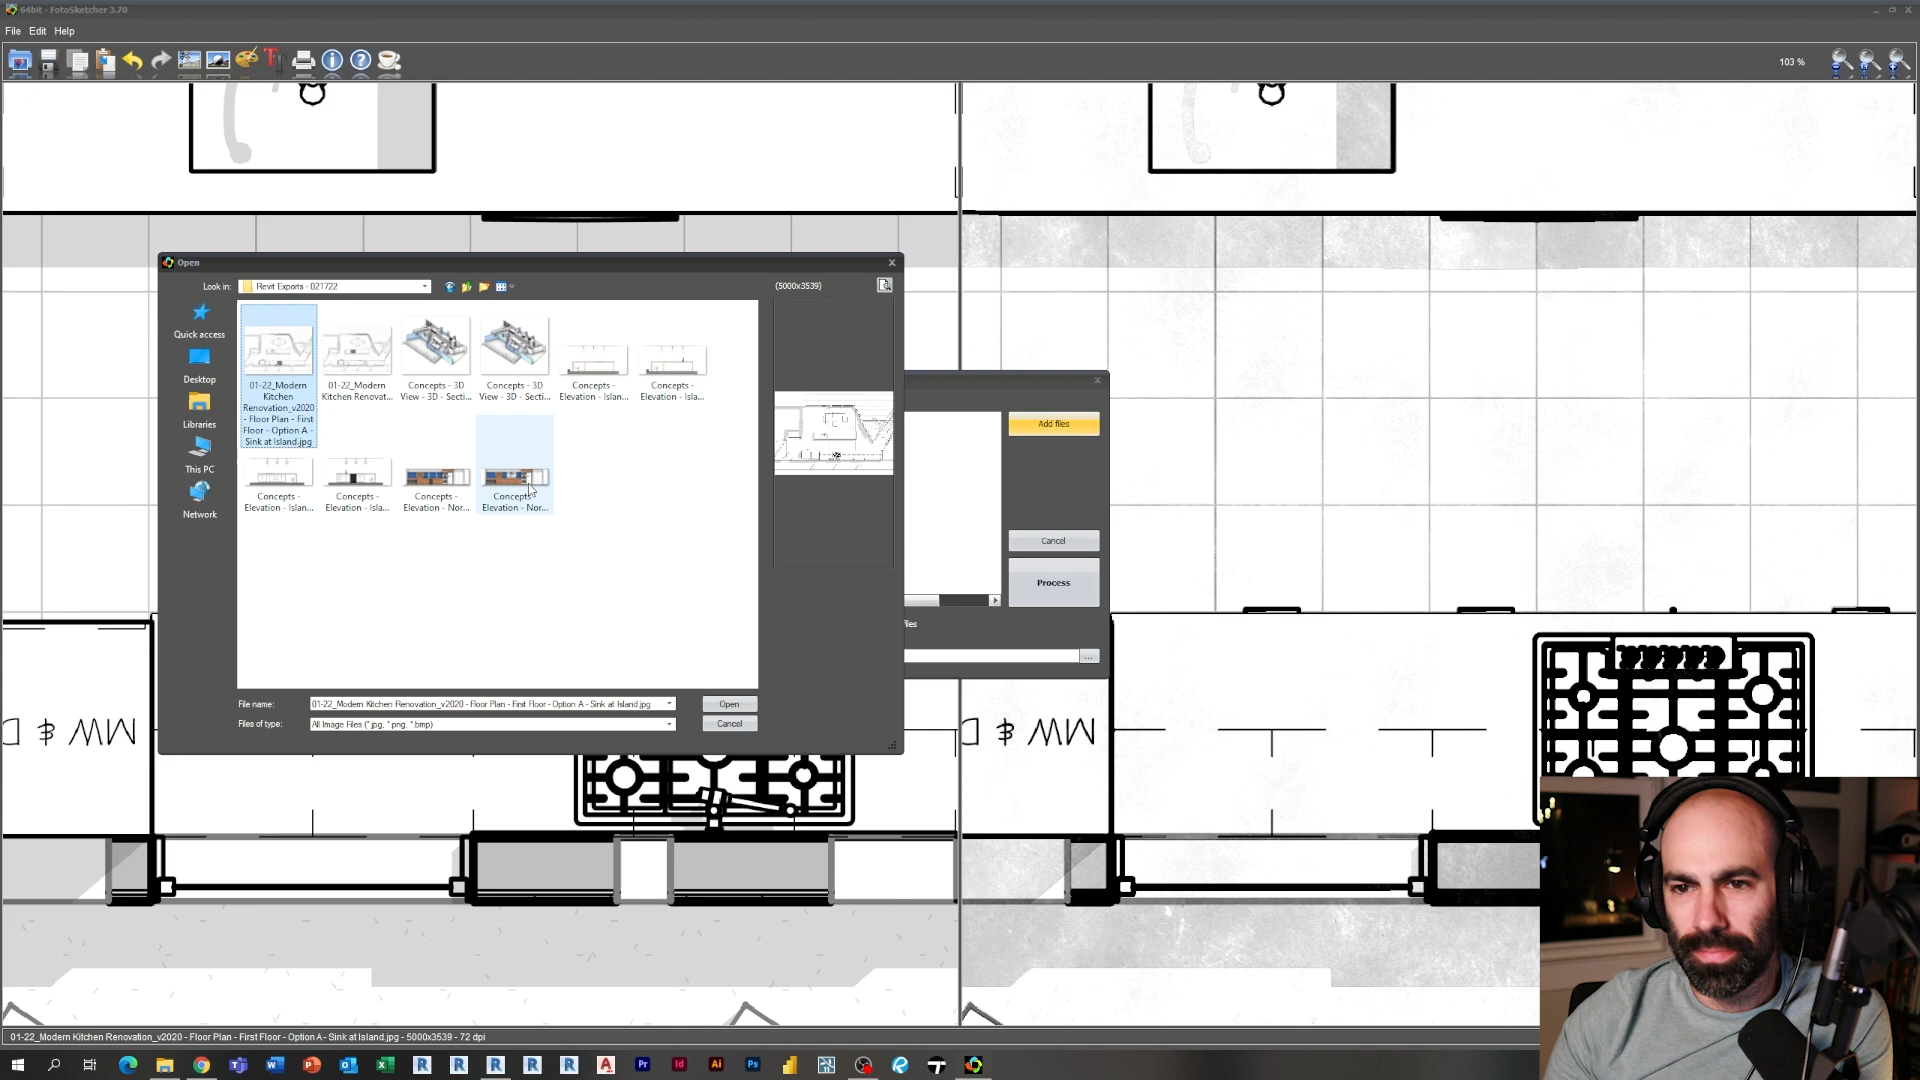 64bit - FotoSketcher 3.70
File Edit Help
103 %
Open
Look in: Revit Exports - 021722
(5000x3539)
Quick access
Desktop
Libraries
This PC
Network
01-22_Modern
Kitchen
Renovation_v2020
- Floor Plan - First
Floor - Option A -
Sink at Island.jpg
01-22_Modern
Kitchen Renovat...
Concepts - 3D
View - 3D - Secti...
Concepts - 3D
View - 3D - Secti...
Concepts -
Elevation - Islan...
Concepts -
Elevation - Isla...
Concepts -
Elevation - Islan...
Concepts -
Elevation - Isla...
Concepts -
Elevation - Nor...
Concepts -
Elevation - Nor...
File name: 01-22_Modern Kitchen Renovation_v2020 - Floor Plan - First Floor - Option A - Sink at Island.jpg
Open
Files of type: All Image Files (*.jpg, *.png, *.bmp)
Cancel
Add files
Cancel
Process
files
...
MW & D
MW & D
01-22_Modern Kitchen Renovation_v2020 - Floor Plan - First Floor - Option A - Sink at Island.jpg - 5000x3539 - 72 dpi